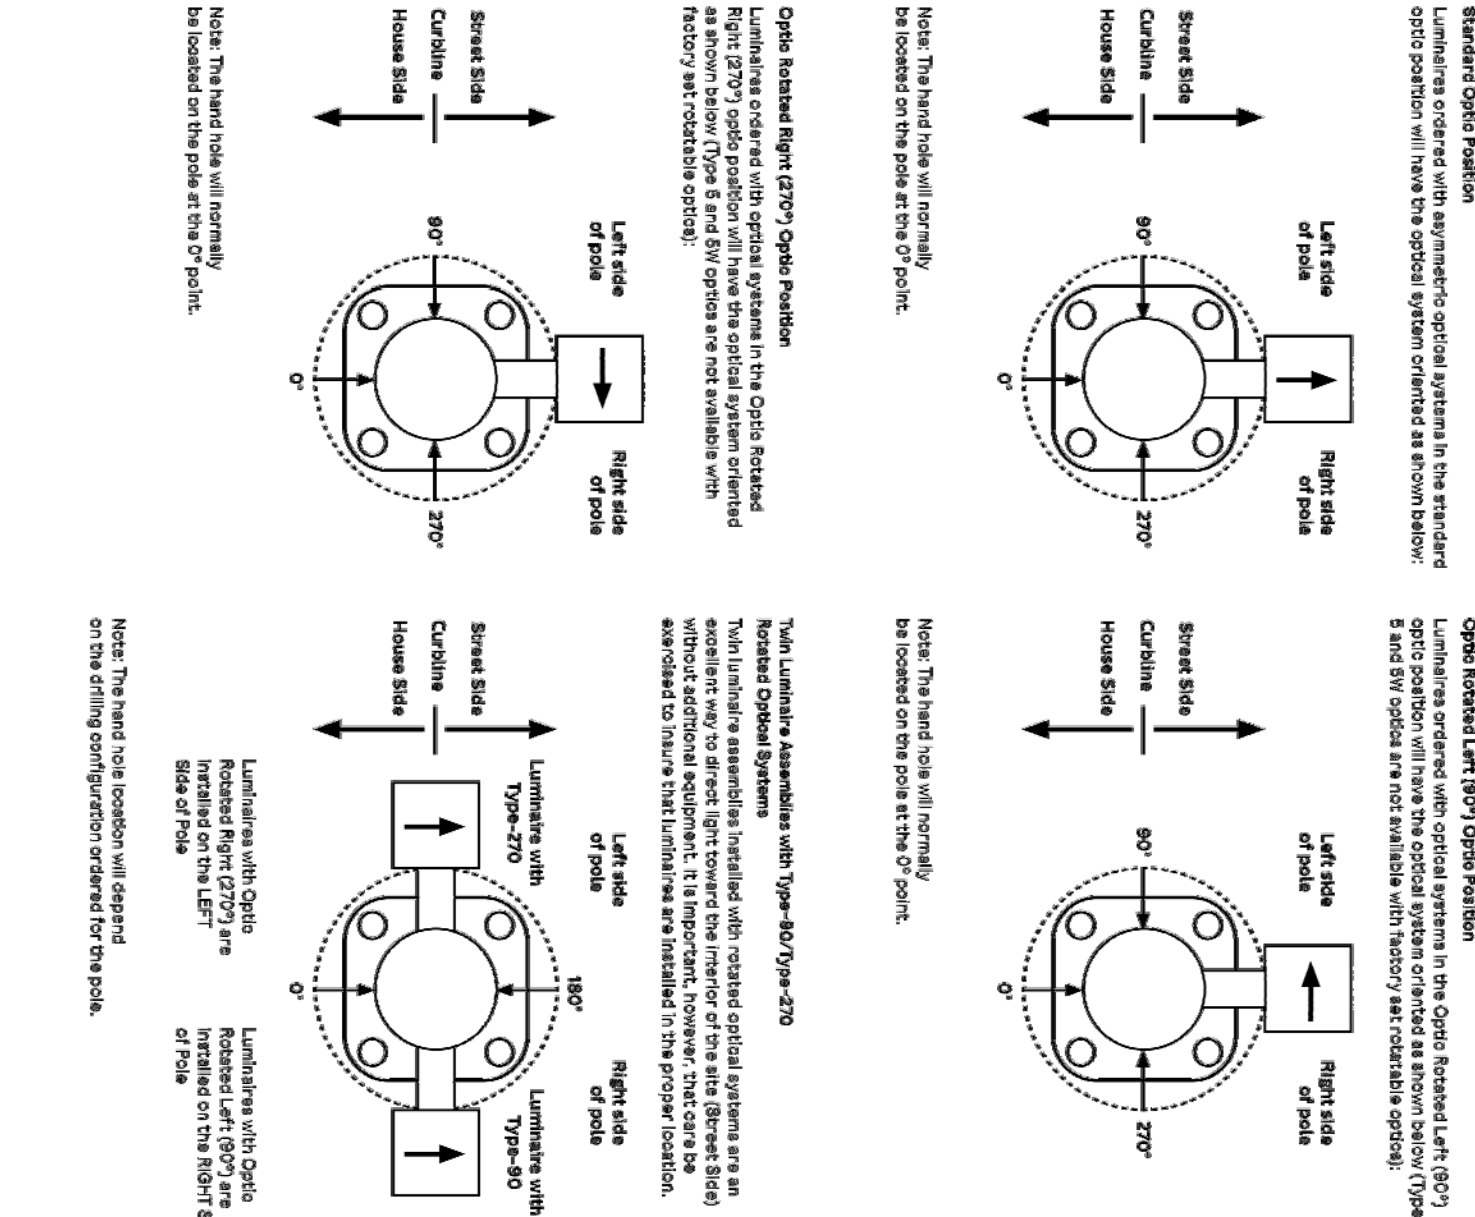 Standard Optic Position
Luminaires ordered with asymmetric optical systems in the standard
optic position will have the optical system oriented as shown below:
Left side
of pole
Right side
of pole
Street Side
Curbline
House Side
90°
270°
0°
Note: The hand hole will normally
be located on the pole at the 0° point.
Optic Rotated Left (90°) Optic Position
Luminaires ordered with optical systems in the Optic Rotated Left (90°)
optic position will have the optical system oriented as shown below (Type
5 and 5W optics are not available with factory set rotatable optics):
Left side
of pole
Right side
of pole
Street Side
Curbline
House Side
90°
270°
0°
Note: The hand hole will normally
be located on the pole at the 0° point.
Optic Rotated Right (270°) Optic Position
Luminaires ordered with optical systems in the Optic Rotated
Right (270°) optic position will have the optical system oriented
as shown below (Type 5 and 5W optics are not available with
factory set rotatable optics):
Left side
of pole
Right side
of pole
Street Side
Curbline
House Side
90°
270°
0°
Note: The hand hole will normally
be located on the pole at the 0° point.
Twin Luminaire Assemblies with Type-90/Type-270
Rotated Optical Systems
Twin luminaire assemblies installed with rotated optical systems are an
excellent way to direct light toward the interior of the site (Street Side)
without additional equipment. It is important, however, that care be
exercised to insure that luminaires are installed in the proper location.
Left side
of pole
Right side
of pole
180°
Luminaire with
Type-270
Luminaire with
Type-90
Street Side
Curbline
House Side
0°
Luminaires with Optic
Rotated Right (270°) are
Installed on the LEFT
Side of Pole
Luminaires with Optic
Rotated Left (90°) are
Installed on the RIGHT S
of Pole
Note: The hand hole location will depend
on the drilling configuration ordered for the pole.